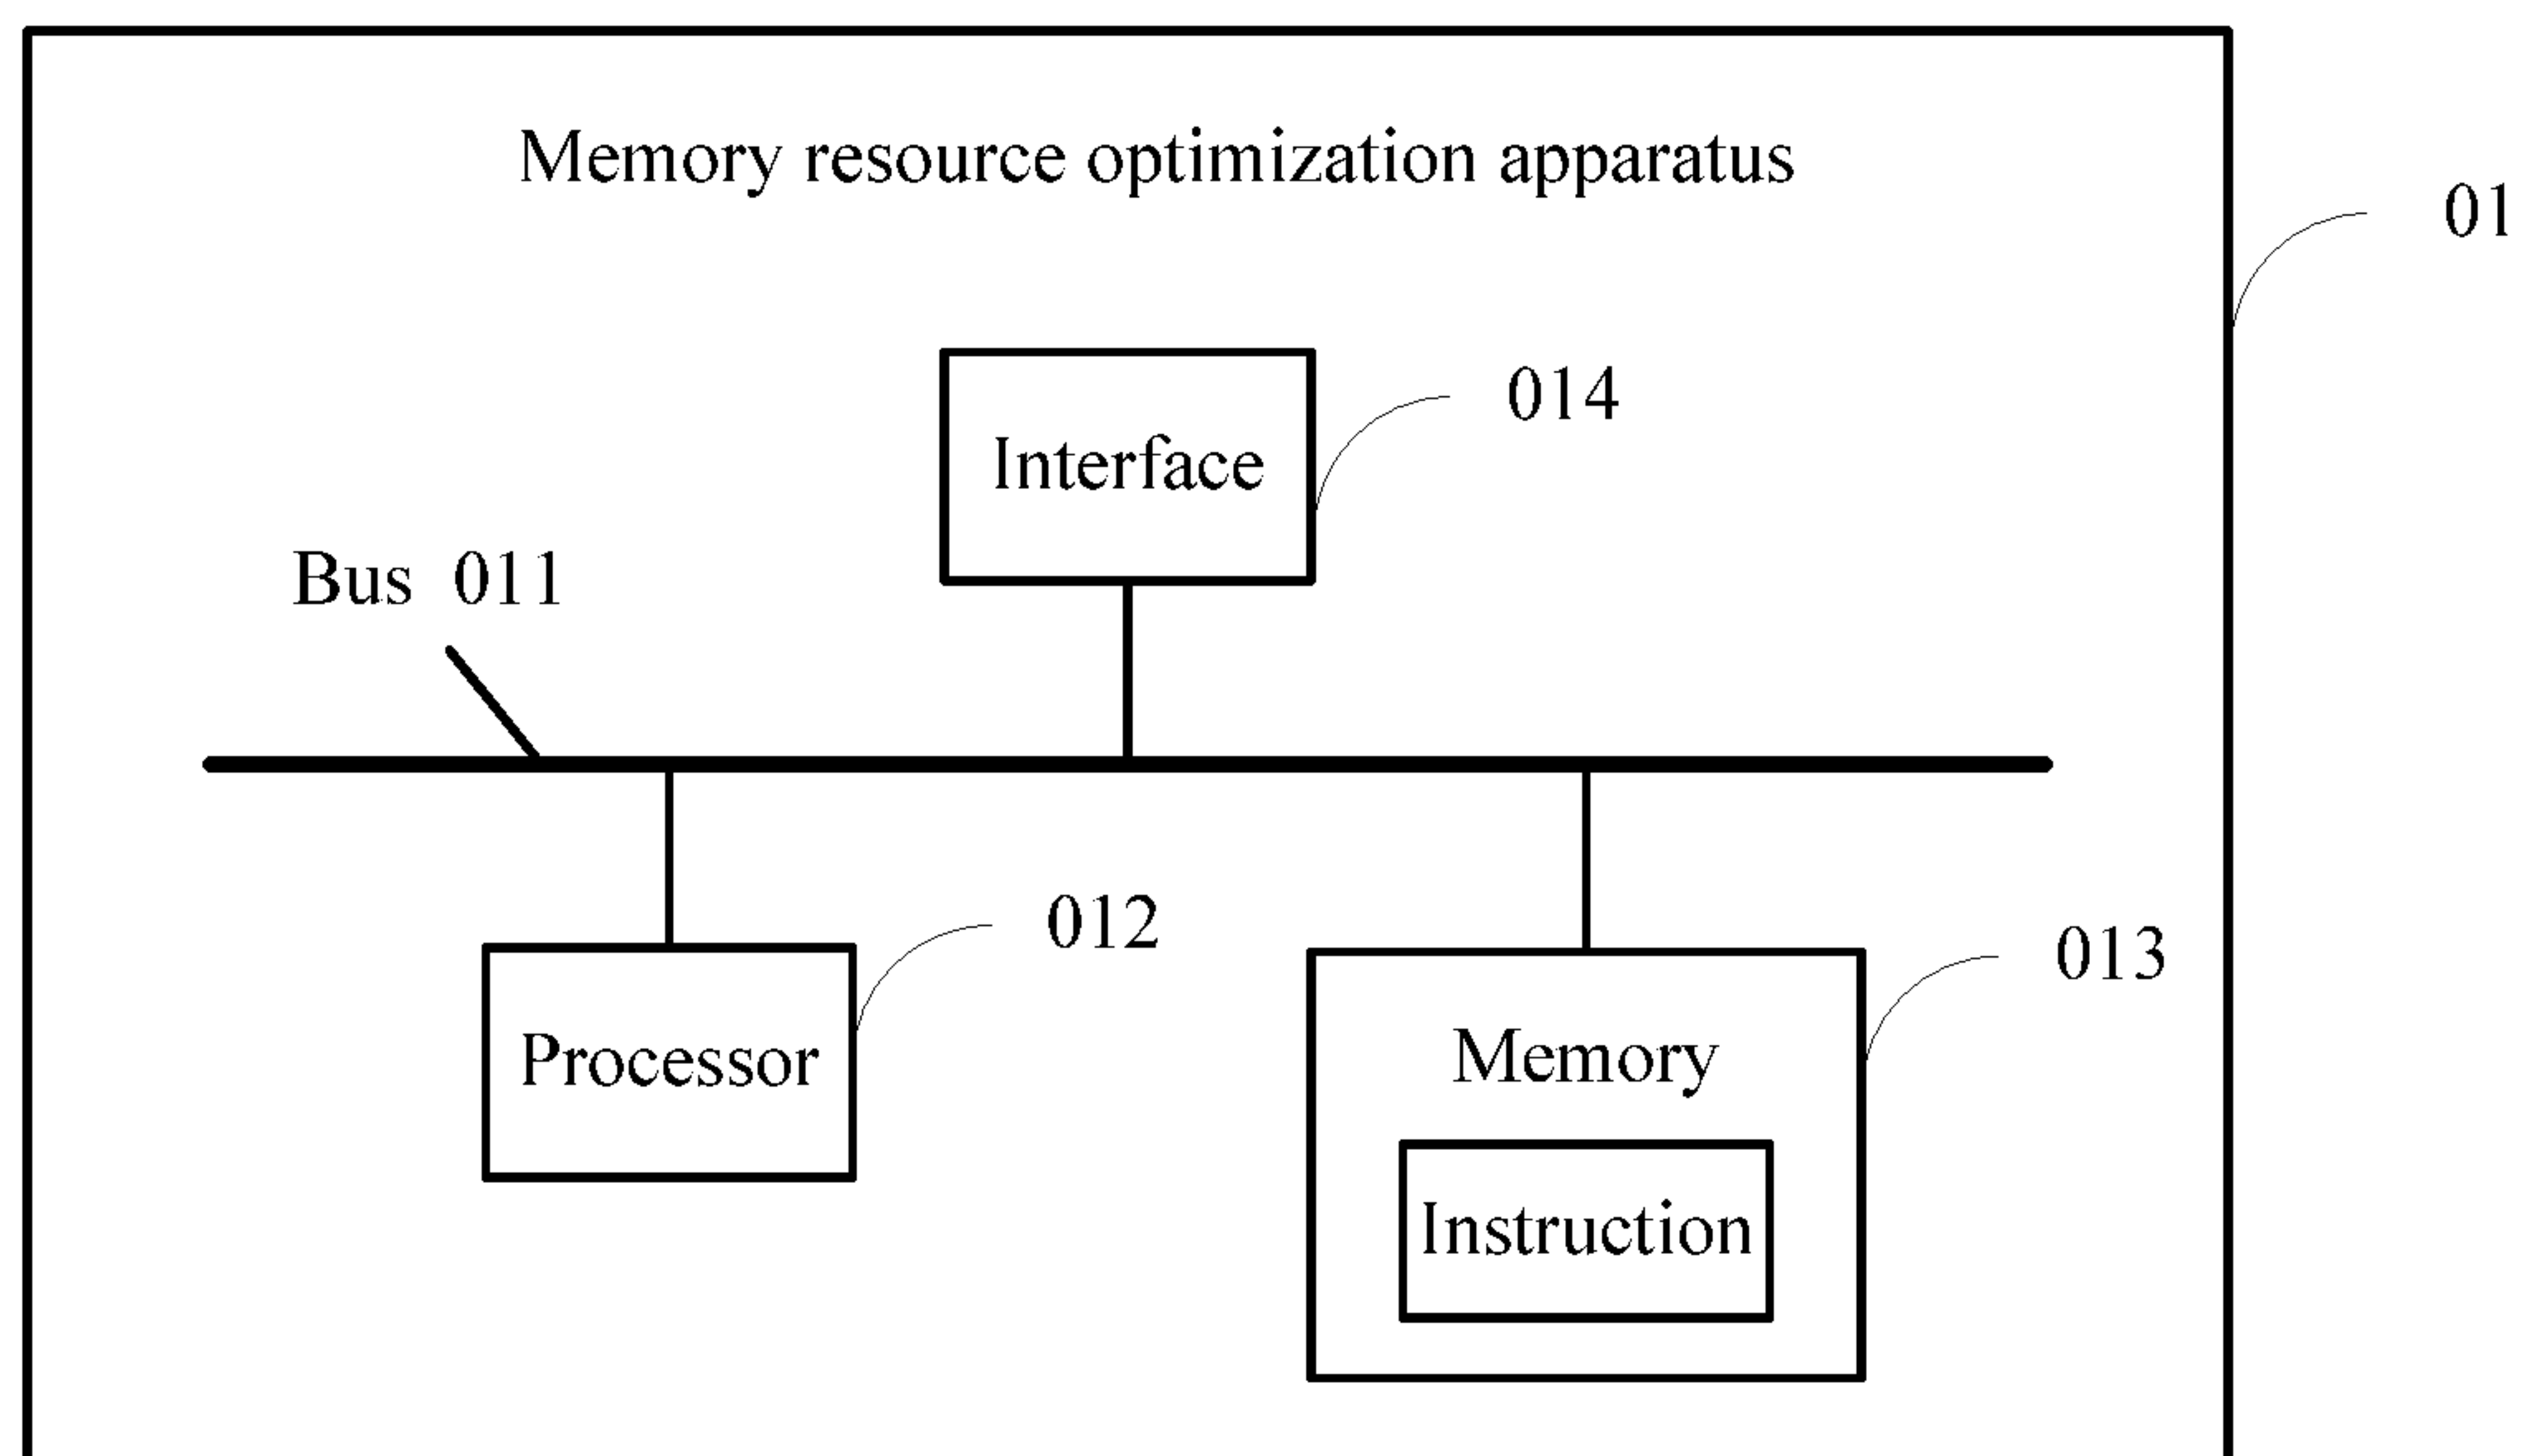 Memory resource optimization apparatus
01
014
Interface
Bus 011
012
013
Processor
Memory
Instruction